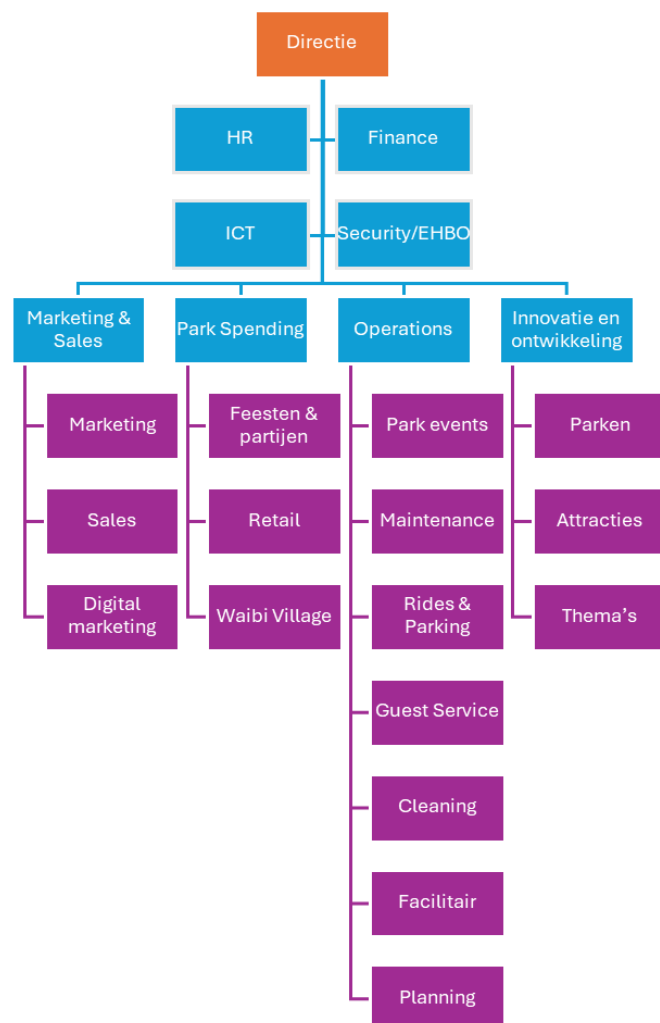 Directie
HR
Finance
ICT
Security/EHBO
Marketing &
Sales
Park Spending
Operations
Innovatie en
ontwikkeling
Marketing
Feesten &
partijen
Park events
Parken
Sales
Retail
Maintenance
Attracties
Digital
marketing
Waibi Village
Rides &
Parking
Thema's
Guest Service
Cleaning
Facilitair
Planning